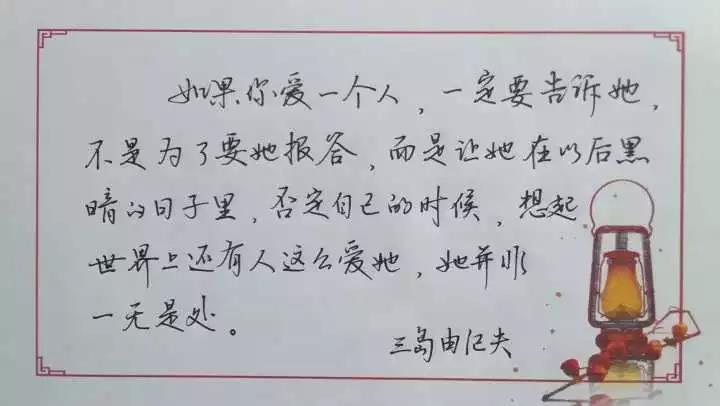 如果你爱一个人，一定要告诉她，
不是为了要她报答，而是让她在以后黑
暗的日子里，否定自己的时候，想起
世界上还有人这么爱她，她并非
一无是处。
三岛由纪夫